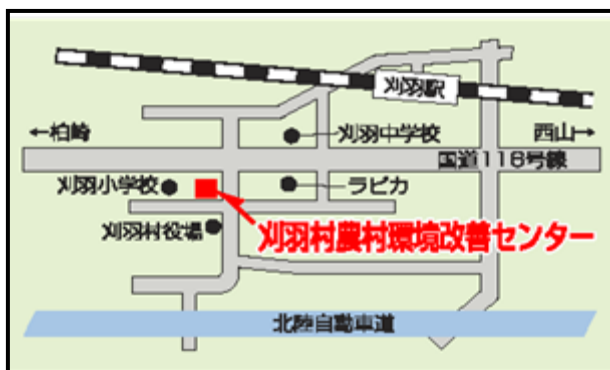 刈羽駅
←柏崎
刈羽中学校
西山→
国道116号線
刈羽小学校
ラピカ
刈羽村役場
刈羽村農村環境改善センター
北陸自動車道